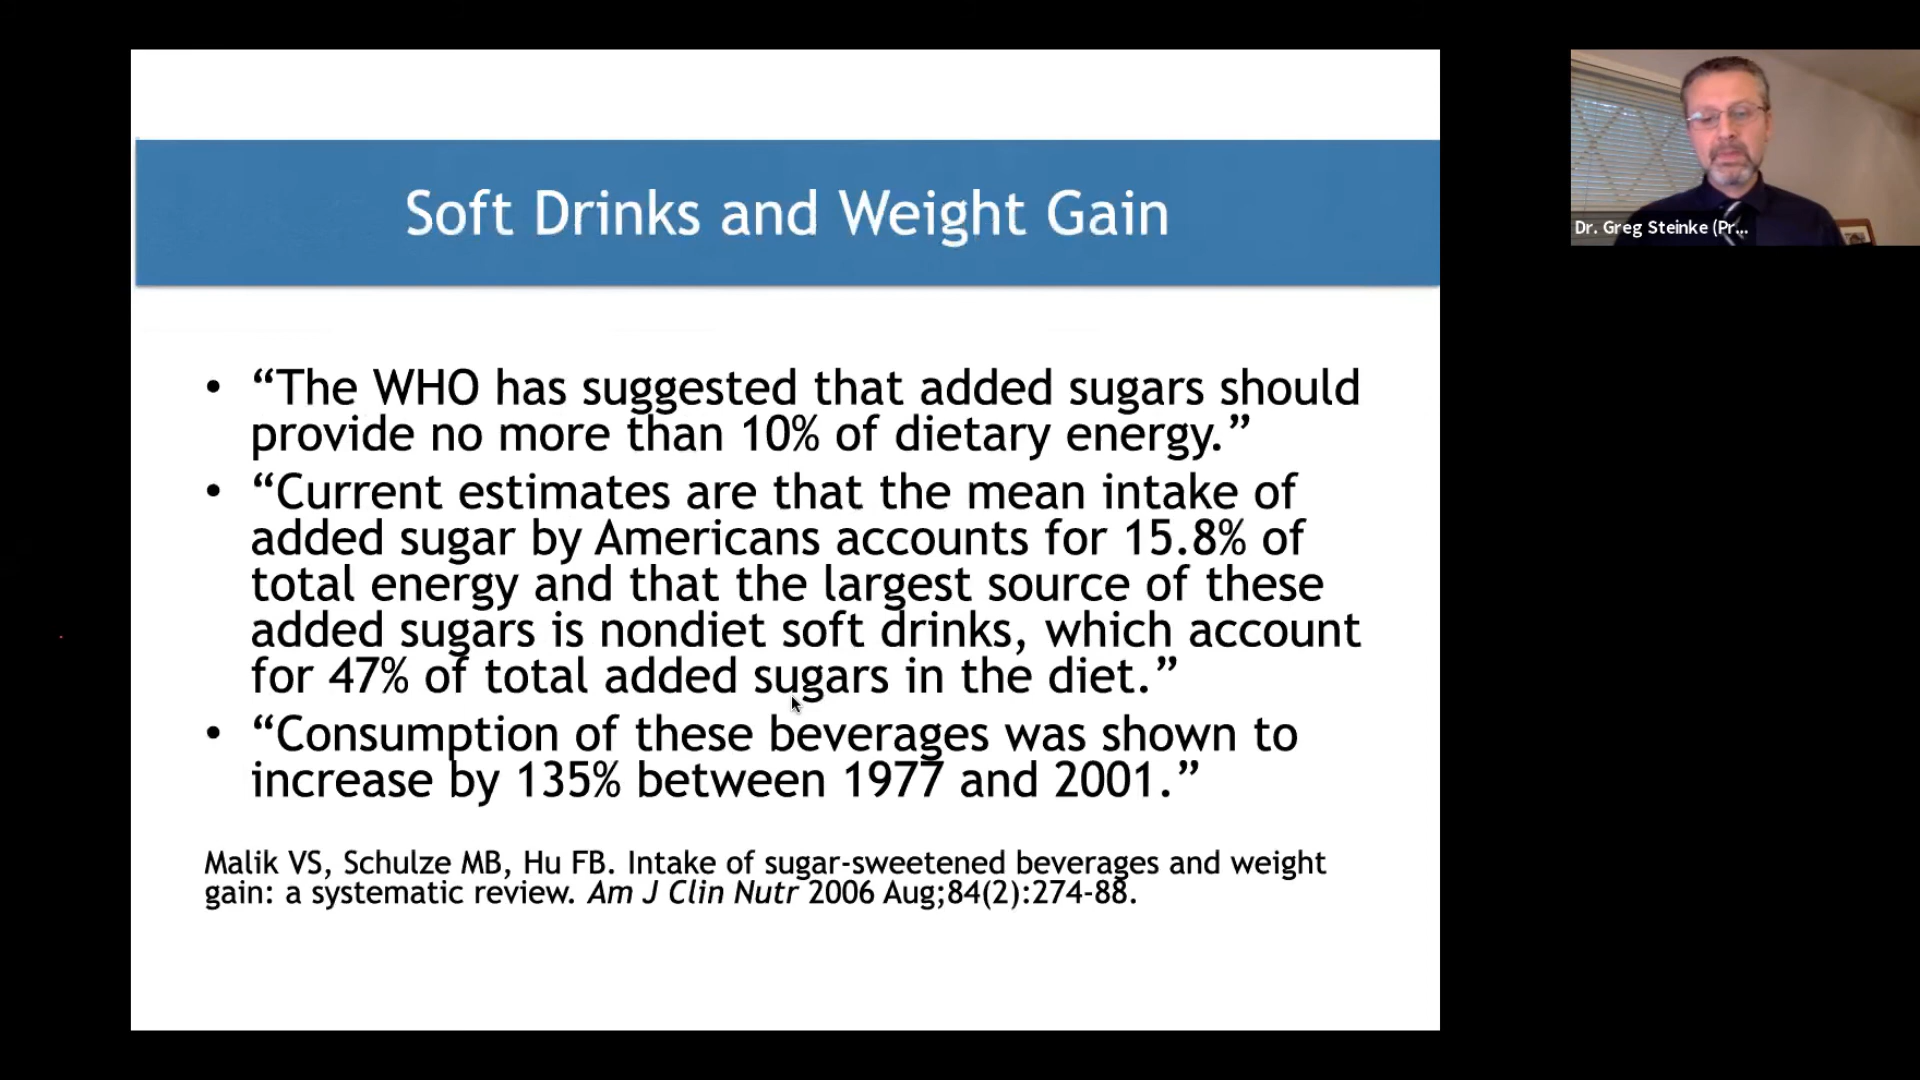 Soft Drinks and Weight Gain
• “The WHO has suggested that added sugars should
provide no more than 10% of dietary energy.”
• “Current estimates are that the mean intake of
added sugar by Americans accounts for 15.8% of
total energy and that the largest source of these
added sugars is nondiet soft drinks, which account
for 47% of total added sugars in the diet.”
• “Consumption of these beverages was shown to
increase by 135% between 1977 and 2001.”
Malik VS, Schulze MB, Hu FB. Intake of sugar-sweetened beverages and weight
gain: a systematic review. Am J Clin Nutr 2006 Aug;84(2):274-88.
Dr. Greg Steinke (Pr...